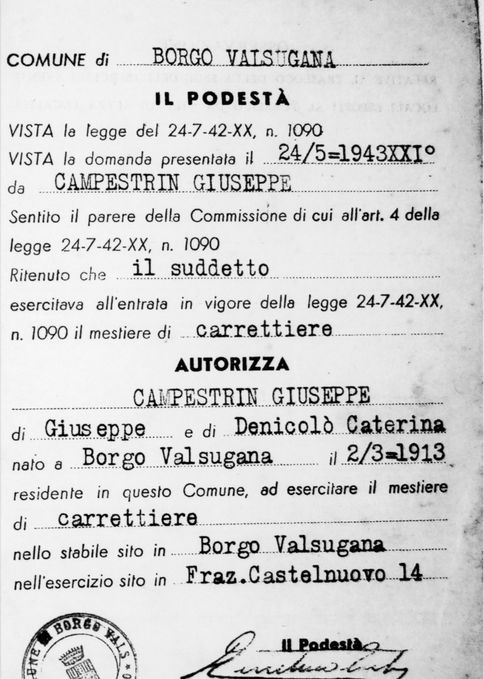 COMUNE di BORGO VALSUGANA
IL PODESTÀ
VISTA la legge del 24-7-42-XX, n. 1090
VISTA la domanda presentata il 24/5=1943XXI°
da CAMPESTRIN GIUSEPPE
Sentito il parere della Commissione di cui all'art. 4 della
legge 24-7-42-XX, n. 1090
Ritenuto che il suddetto
esercitava all'entrata in vigore della legge 24-7-42-XX,
n. 1090 il mestiere di carrettiere
AUTORIZZA
CAMPESTRIN GIUSEPPE
di Giuseppe e di Denicolò Caterina
nato a Borgo Valsugana il 2/3=1913
residente in questo Comune, ad esercitare il mestiere
di carrettiere
nello stabile sito in Borgo Valsugana
nell'esercizio sito in Fraz.Castelnuovo 14
UNE di BORGO VALS
Il Podestà